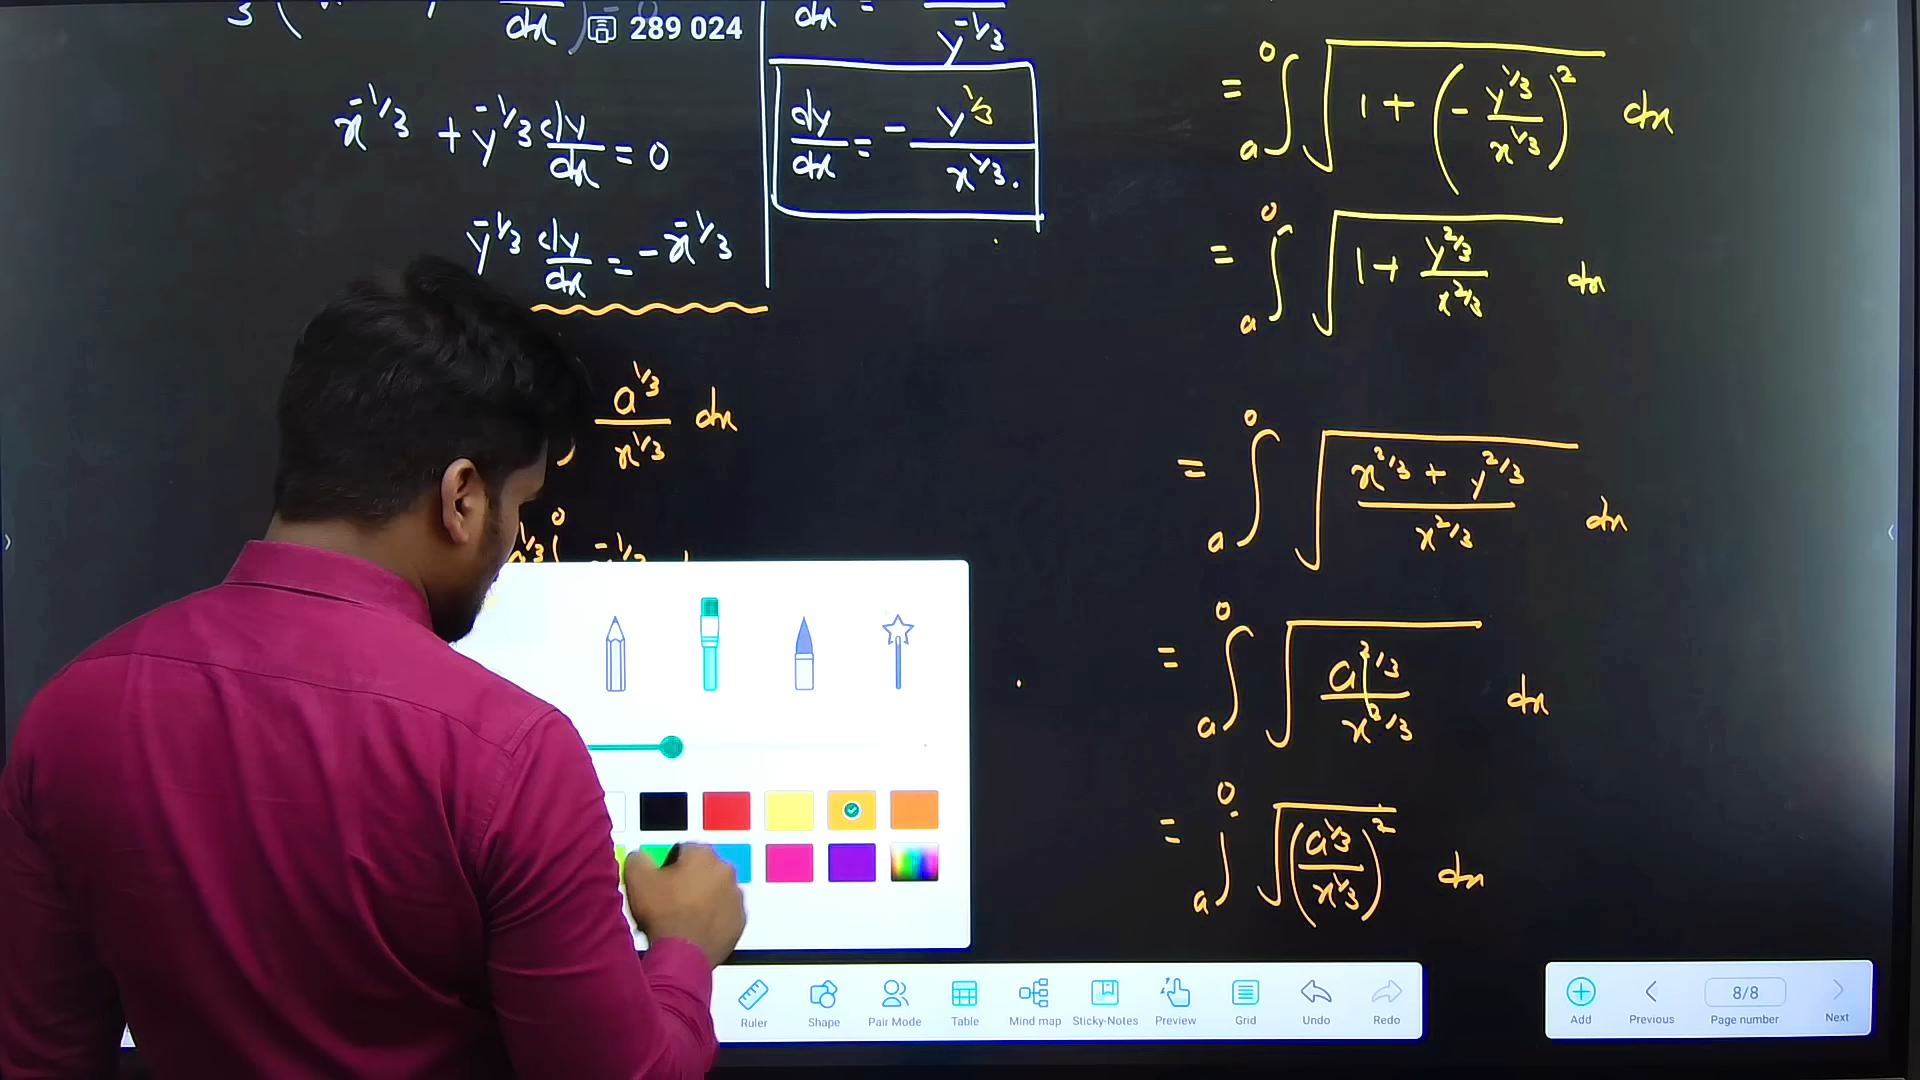 289 024
x^{-1/3} + y^{-1/3} dy/dx = 0
y^{-1/3} dy/dx = -x^{-1/3}
y^{-1/3}
dy/dx = - y^{1/3}/x^{1/3}.
a^{1/3}/x^{1/3} dx
= ∫_a^0 √(1 + (- y^{1/3}/x^{1/3})^2) dx
= ∫_a^0 √(1 + y^{2/3}/x^{2/3}) dx
= ∫_a^0 √((x^{2/3} + y^{2/3})/x^{2/3}) dx
= ∫_a^0 √(a^{2/3}/x^{2/3}) dx
= ∫_a^0 √((a^{1/3}/x^{1/3})^2) dx
Ruler Shape Pair Mode Table Mind map Sticky-Notes Preview Grid Undo Redo
Add Previous 8/8 Page number Next